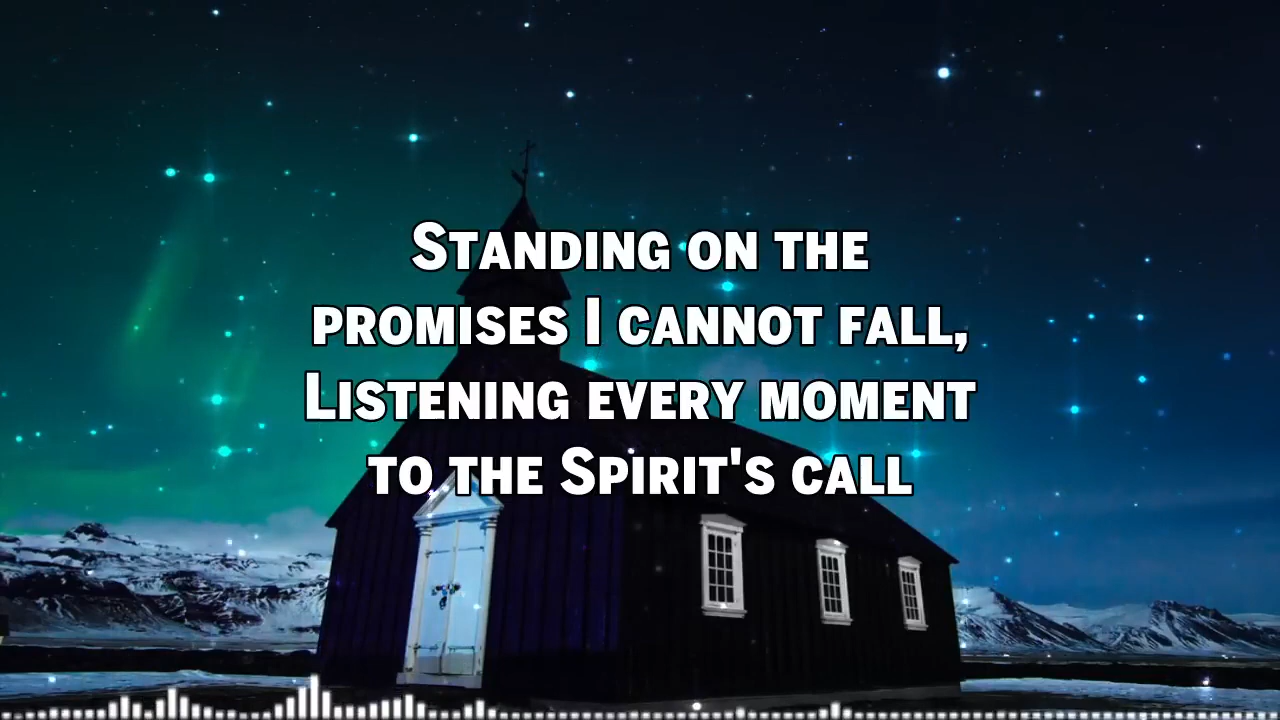 Standing on the
promises I cannot fall,
Listening every moment
to the Spirit's call